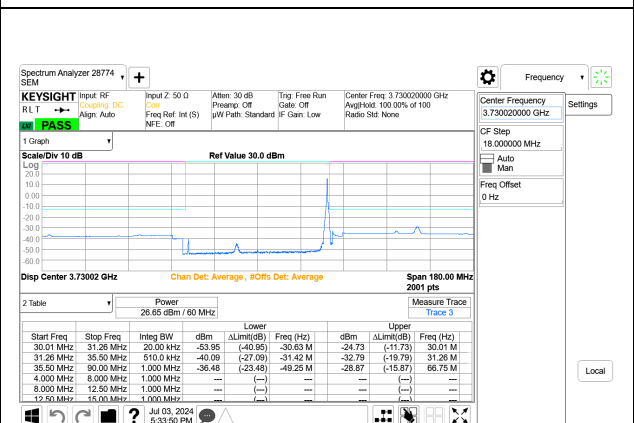 Spectrum Analyzer 28774
SEM
Frequency
KEYSIGHT
RLT
LXI PASS
Input: RF
Coupling: DC
Align: Auto
Input Z: 50 Ω
Corr
Freq Ref: Int (S)
NFE: Off
Atten: 30 dB
Preamp: Off
µW Path: Standard
Trig: Free Run
Gate: Off
IF Gain: Low
Center Freq: 3.730020000 GHz
Avg|Hold: 100.00% of 100
Radio Std: None
Center Frequency
3.730020000 GHz
Settings
CF Step
18.000000 MHz
Auto
Man
Freq Offset
0 Hz
1 Graph
Scale/Div 10 dB
Ref Value 30.0 dBm
Log
20.0
10.0
0.00
-10.0
-20.0
-30.0
-40.0
-50.0
-60.0
Disp Center 3.73002 GHz
Chan Det: Average , #Offs Det: Average
Span 180.00 MHz
2001 pts
2 Table
Power
26.65 dBm / 60 MHz
Measure Trace
Trace 3
Lower Upper
Start Freq Stop Freq Integ BW dBm ΔLimit(dB) Freq (Hz) dBm ΔLimit(dB) Freq (Hz)
30.01 MHz 31.26 MHz 20.00 kHz -53.95 (-40.95) -30.63 M -24.73 (-11.73) 30.01 M
31.26 MHz 35.50 MHz 510.0 kHz -40.09 (-27.09) -31.42 M -32.79 (-19.79) 31.26 M
35.50 MHz 90.00 MHz 1.000 MHz -36.48 (-23.48) -49.25 M -28.87 (-15.87) 66.75 M
4.000 MHz 8.000 MHz 1.000 MHz --- (---) --- (---)
8.000 MHz 12.50 MHz 1.000 MHz --- (---) --- (---)
12.50 MHz 15.00 MHz 1.000 MHz --- (---) --- (---)
Local
?
Jul 03, 2024
5:33:50 PM